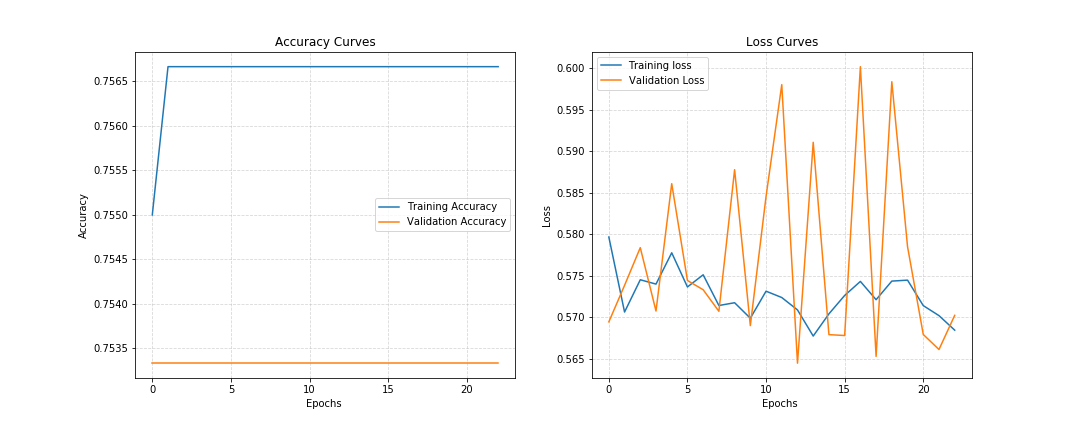 Accuracy Curves
0.7565
0.7560
0.7555
0.7550
0.7545
0.7540
0.7535
Accuracy
Training Accuracy
Validation Accuracy
0 5 10 15 20
Epochs
Loss Curves
Training loss
Validation Loss
0.600
0.595
0.590
0.585
0.580
0.575
0.570
0.565
Loss
0 5 10 15 20
Epochs